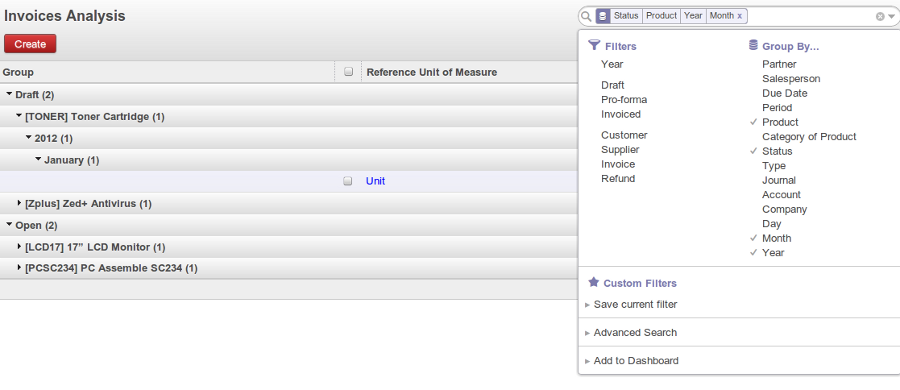 Invoices Analysis
Status Product Year Month x
Create
Group Reference Unit of Measure
Draft (2)
[TONER] Toner Cartridge (1)
2012 (1)
January (1)
Unit
[Zplus] Zed+ Antivirus (1)
Open (2)
[LCD17] 17" LCD Monitor (1)
[PCSC234] PC Assemble SC234 (1)
Filters
Year
Draft
Pro-forma
Invoiced
Customer
Supplier
Invoice
Refund
Group By...
Partner
Salesperson
Due Date
Period
Product
Category of Product
Status
Type
Journal
Account
Company
Day
Month
Year
Custom Filters
Save current filter
Advanced Search
Add to Dashboard